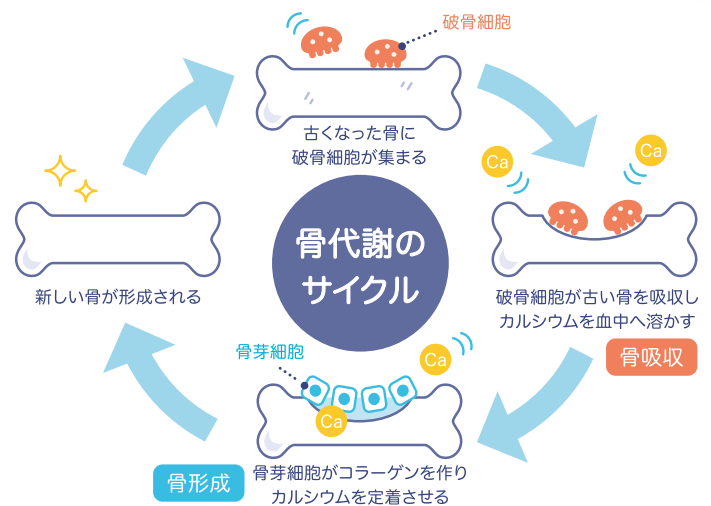 破骨細胞
古くなった骨に
破骨細胞が集まる
Ca
Ca
破骨細胞が古い骨を吸収し
カルシウムを血中へ溶かす
骨吸収
骨代謝の
サイクル
骨芽細胞
Ca
Ca
骨芽細胞がコラーゲンを作り
カルシウムを定着させる
骨形成
新しい骨が形成される